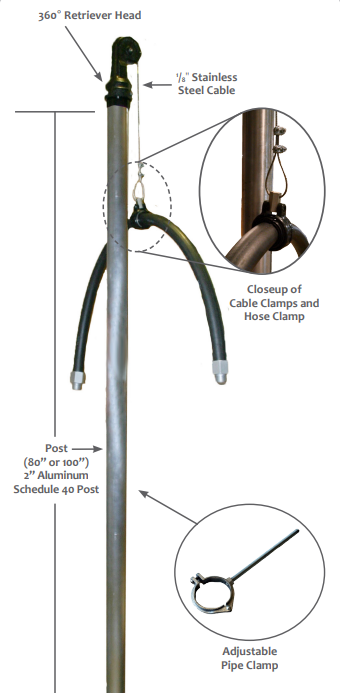 360° Retriever Head
1/8" Stainless
Steel Cable
Closeup of
Cable Clamps and
Hose Clamp
Post
(80” or 100”)
2” Aluminum
Schedule 40 Post
Adjustable
Pipe Clamp